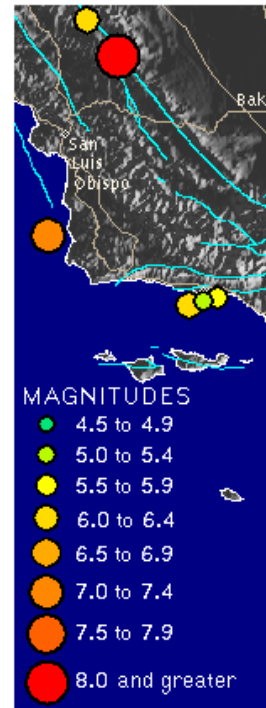 Bak
San
Luis
Obispo
MAGNITUDES
4.5 to 4.9
5.0 to 5.4
5.5 to 5.9
6.0 to 6.4
6.5 to 6.9
7.0 to 7.4
7.5 to 7.9
8.0 and greater